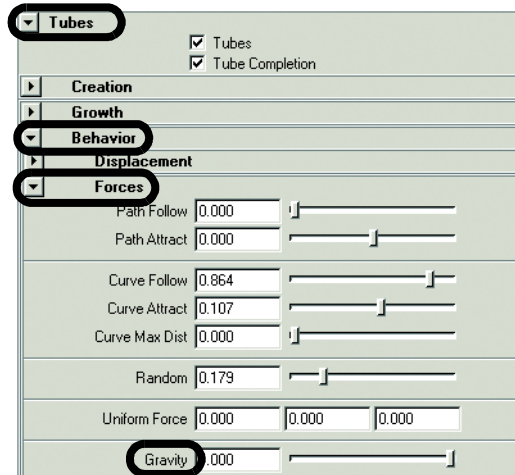 Tubes
Tubes
Tube Completion
Creation
Growth
Behavior
Displacement
Forces
Path Follow 0.000
Path Attract 0.000
Curve Follow 0.864
Curve Attract 0.107
Curve Max Dist 0.000
Random 0.179
Uniform Force 0.000 0.000 0.000
Gravity